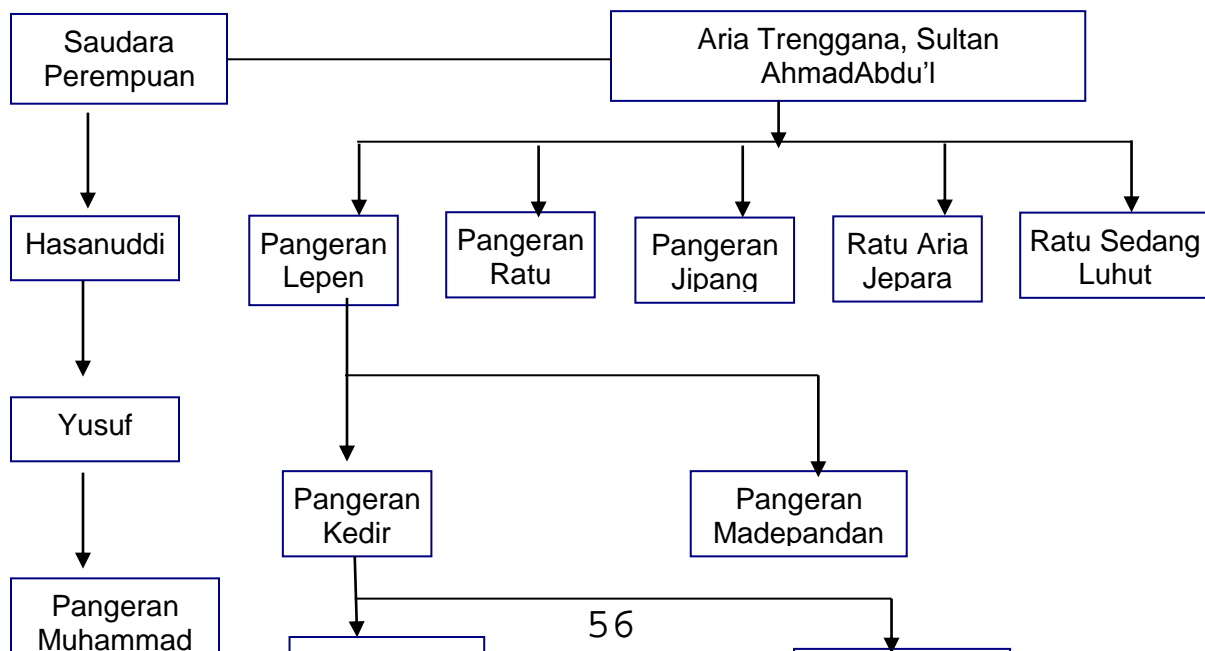 Saudara
Perempuan
Aria Trenggana, Sultan
AhmadAbdu'l
Hasanuddi
Pangeran
Lepen
Pangeran
Ratu
Pangeran
Jipang
Ratu Aria
Jepara
Ratu Sedang
Luhut
Yusuf
Pangeran
Kedir
Pangeran
Madepandan
Pangeran
Muhammad
56